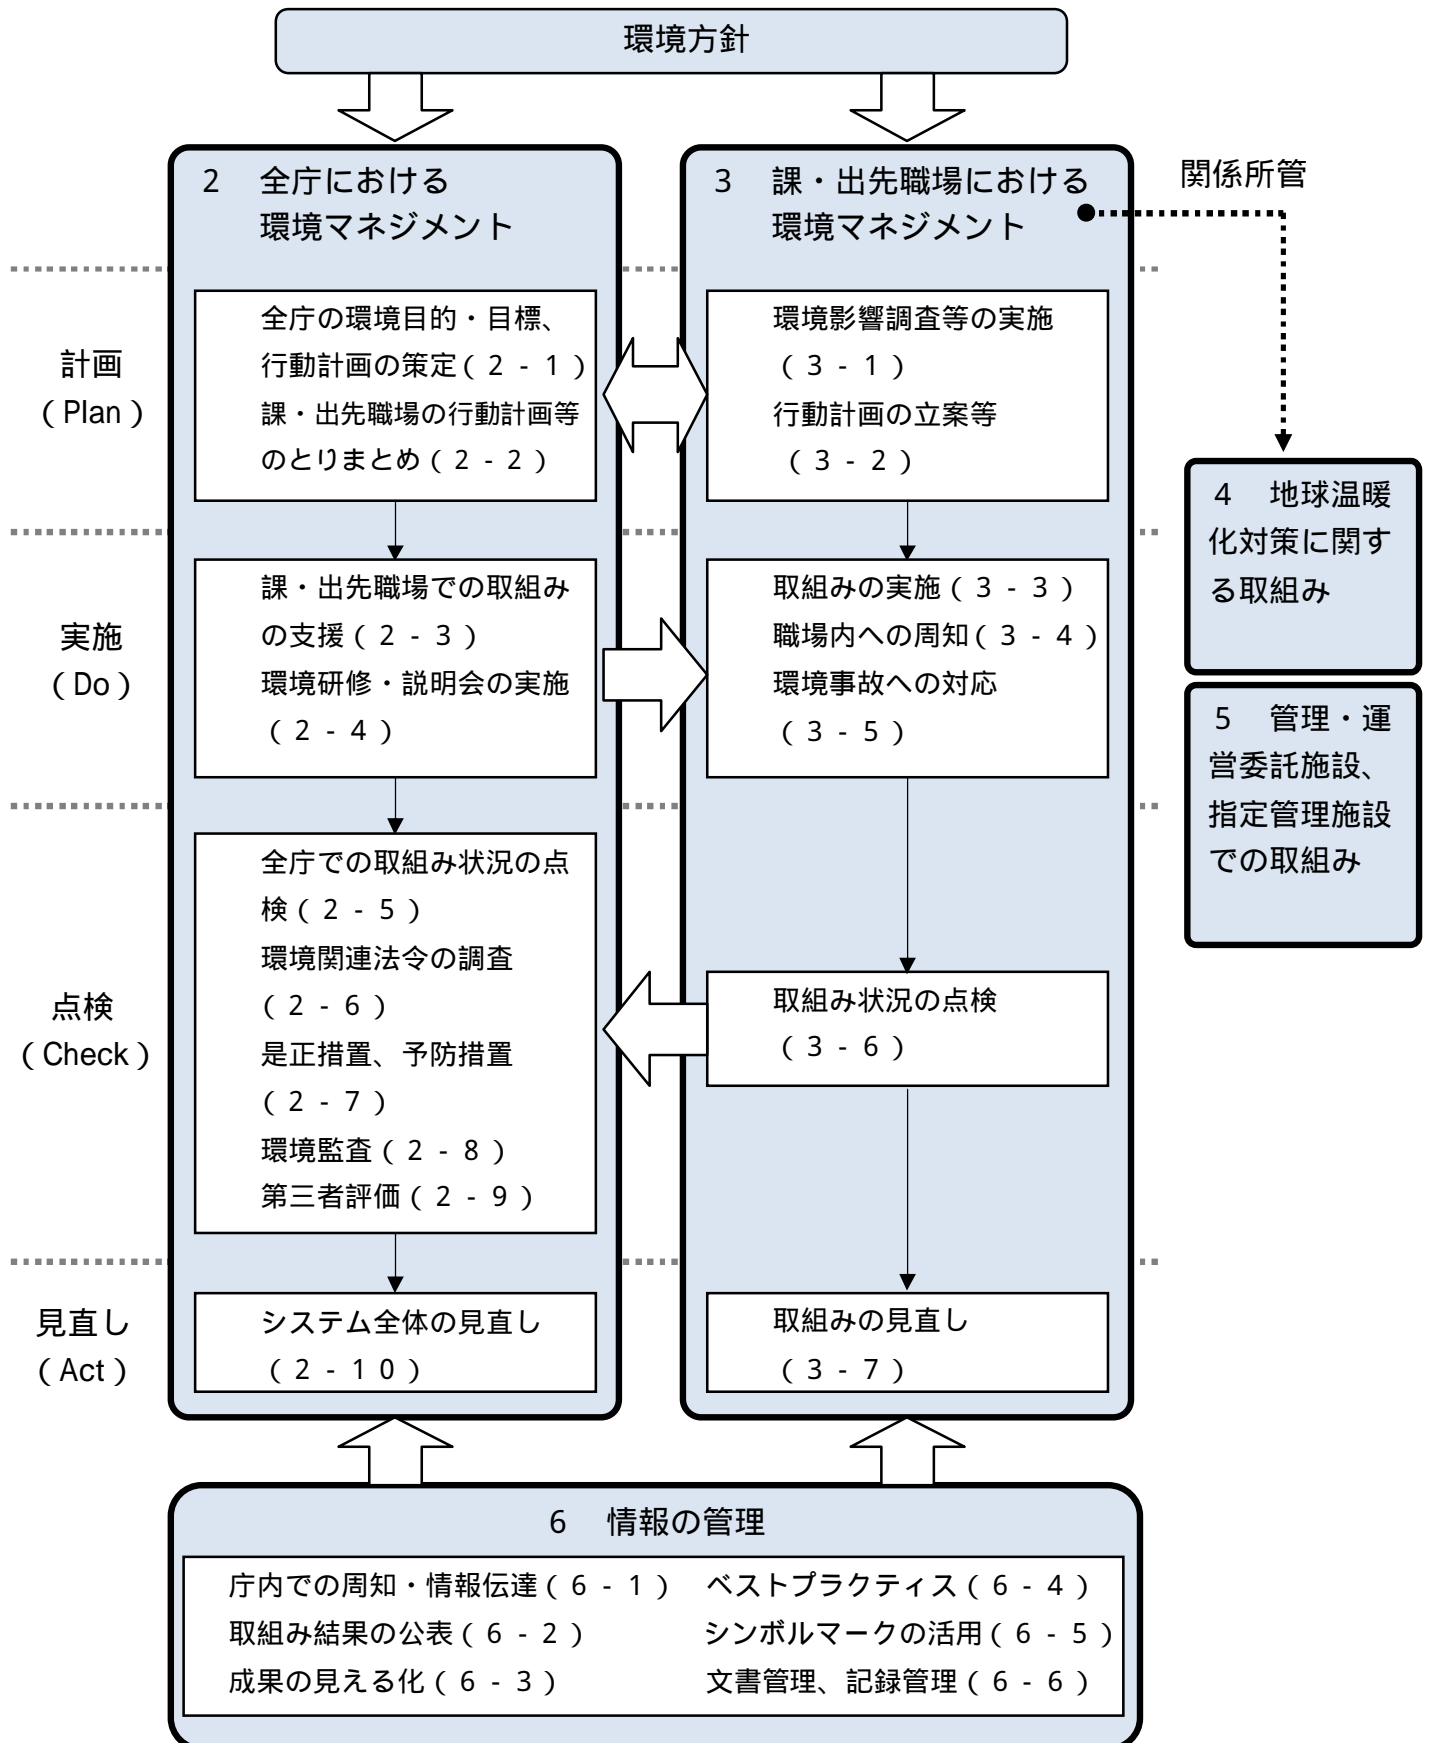 環境方針
2 全庁における
環境マネジメント
3 課・出先職場における
環境マネジメント
関係所管
計画
(Plan)
全庁の環境目的・目標、
行動計画の策定(2-1)
課・出先職場の行動計画等
のとりまとめ(2-2)
環境影響調査等の実施
(3-1)
行動計画の立案等
(3-2)
4 地球温暖
化対策に関す
る取組み
実施
(Do)
課・出先職場での取組み
の支援(2-3)
環境研修・説明会の実施
(2-4)
取組みの実施(3-3)
職場内への周知(3-4)
環境事故への対応
(3-5)
5 管理・運
営委託施設、
指定管理施設
での取組み
点検
(Check)
全庁での取組み状況の点
検(2-5)
環境関連法令の調査
(2-6)
是正措置、予防措置
(2-7)
環境監査(2-8)
第三者評価(2-9)
取組み状況の点検
(3-6)
見直し
(Act)
システム全体の見直し
(2-10)
取組みの見直し
(3-7)
6 情報の管理
庁内での周知・情報伝達(6-1)
取組み結果の公表(6-2)
成果の見える化(6-3)
ベストプラクティス(6-4)
シンボルマークの活用(6-5)
文書管理、記録管理(6-6)